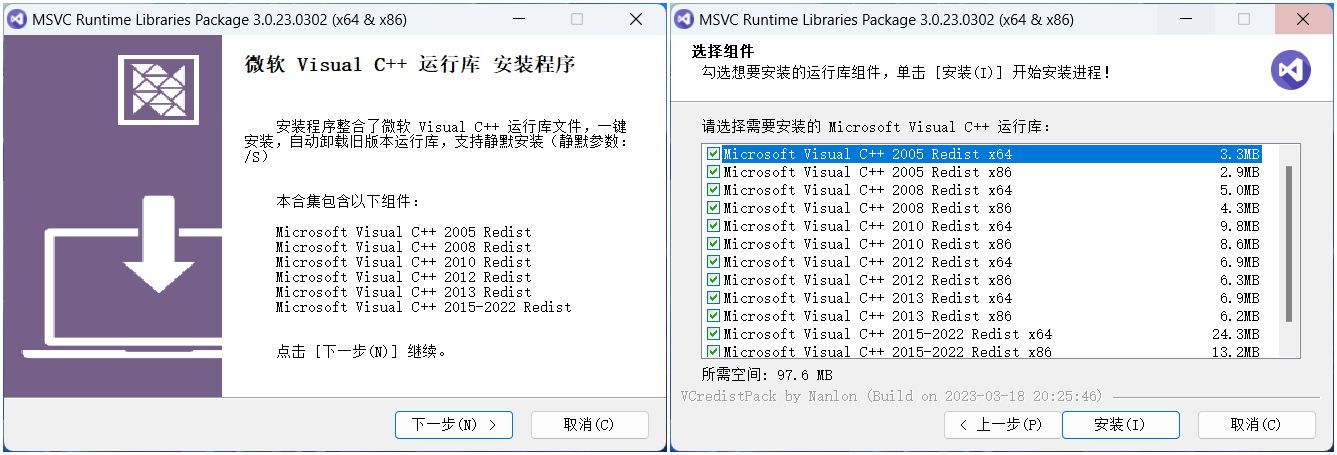 MSVC Runtime Libraries Package 3.0.23.0302 (x64 & x86)
微软 Visual C++ 运行库 安装程序
安装程序整合了微软 Visual C++ 运行库文件，一键
安装，自动卸载旧版本运行库，支持静默安装（静默参数：
/S）
本合集包含以下组件：
Microsoft Visual C++ 2005 Redist
Microsoft Visual C++ 2008 Redist
Microsoft Visual C++ 2010 Redist
Microsoft Visual C++ 2012 Redist
Microsoft Visual C++ 2013 Redist
Microsoft Visual C++ 2015-2022 Redist
点击 [下一步(N)] 继续。
下一步(N) >
取消(C)
MSVC Runtime Libraries Package 3.0.23.0302 (x64 & x86)
选择组件
勾选想要安装的运行库组件，单击 [安装(I)] 开始安装进程！
请选择需要安装的 Microsoft Visual C++ 运行库：
Microsoft Visual C++ 2005 Redist x64 3.3MB
Microsoft Visual C++ 2005 Redist x86 2.9MB
Microsoft Visual C++ 2008 Redist x64 5.0MB
Microsoft Visual C++ 2008 Redist x86 4.3MB
Microsoft Visual C++ 2010 Redist x64 9.8MB
Microsoft Visual C++ 2010 Redist x86 8.6MB
Microsoft Visual C++ 2012 Redist x64 6.9MB
Microsoft Visual C++ 2012 Redist x86 6.3MB
Microsoft Visual C++ 2013 Redist x64 6.9MB
Microsoft Visual C++ 2013 Redist x86 6.2MB
Microsoft Visual C++ 2015-2022 Redist x64 24.3MB
Microsoft Visual C++ 2015-2022 Redist x86 13.2MB
所需空间: 97.6 MB
VCredistPack by Nanlon (Build on 2023-03-18 20:25:46)
< 上一步(P)
安装(I)
取消(C)